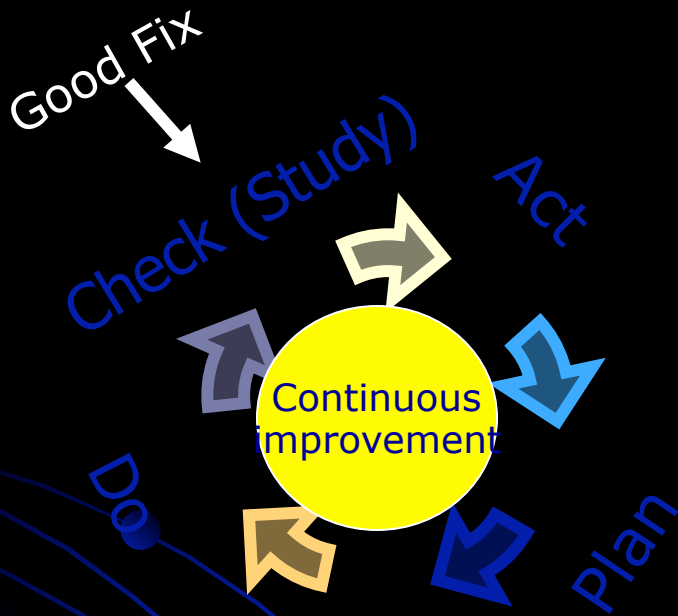 Good Fix
Check (Study)
Act
Continuous
improvement
Do
Plan